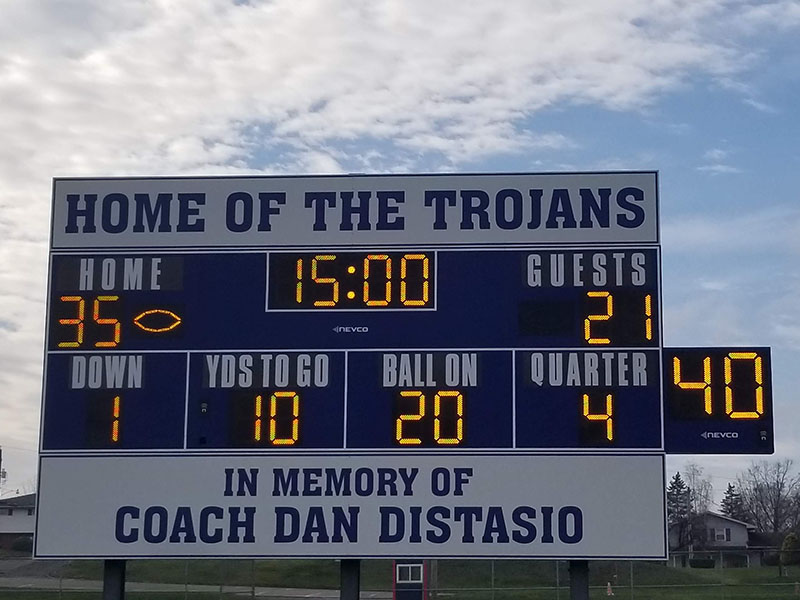 HOME OF THE TROJANS
HOME 15:00 GUESTS
35 21
NEVCO
DOWN YDS TO GO BALL ON QUARTER
1 10 20 4 40
NEVCO
IN MEMORY OF
COACH DAN DISTASIO